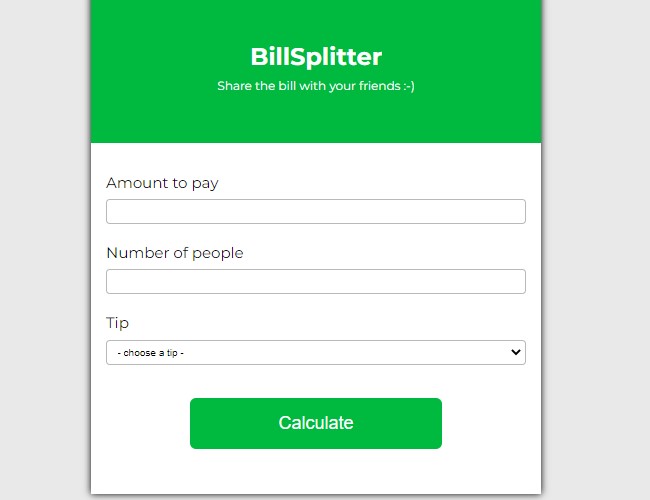 BillSplitter
Share the bill with your friends :-)
Amount to pay
Number of people
Tip
- choose a tip -
Calculate